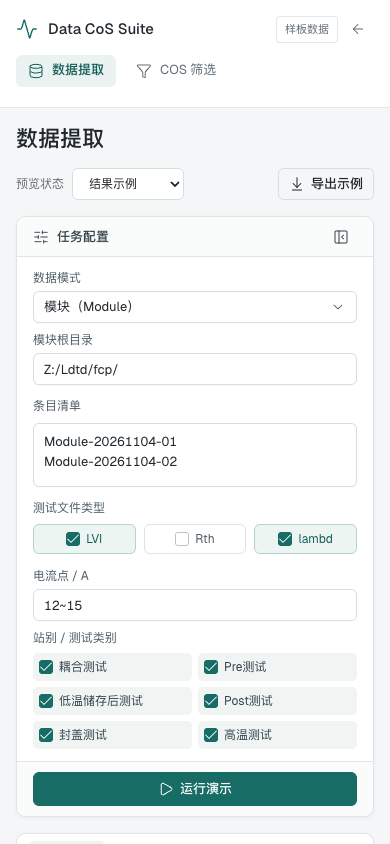 Data CoS Suite
样板数据
数据提取
COS 筛选
数据提取
预览状态
结果示例
导出示例
任务配置
数据模式
模块（Module）
模块根目录
Z:/Ldtd/fcp/
条目清单
Module-20261104-01
Module-20261104-02
测试文件类型
LVI
Rth
lambd
电流点 / A
12~15
站别 / 测试类别
耦合测试
Pre测试
低温储存后测试
Post测试
封盖测试
高温测试
运行演示